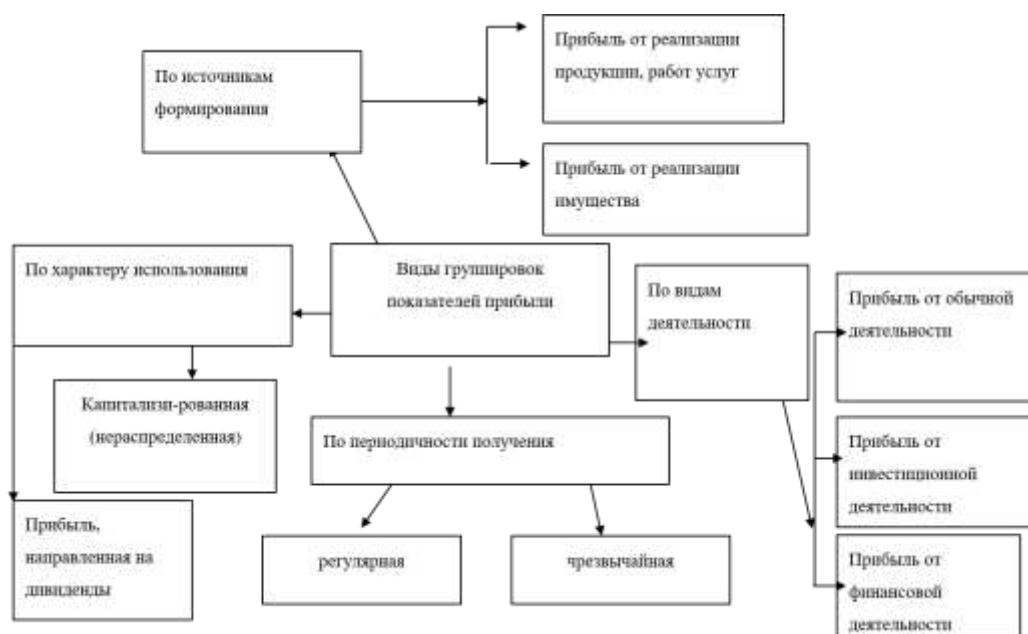 Прибыль от реализации
продукции, работ услуг
По источникам
формирования
Прибыль от реализации
имущества
По характеру использования
Виды группировок
показателей прибыли
По видам
деятельности
Прибыль от обычной
деятельности
Капитализи-рованная
(нераспределенная)
По периодичности получения
Прибыль от
инвестиционной
деятельности
Прибыль,
направленная на
дивиденды
регулярная
чрезвычайная
Прибыль от
финансовой
деятельности